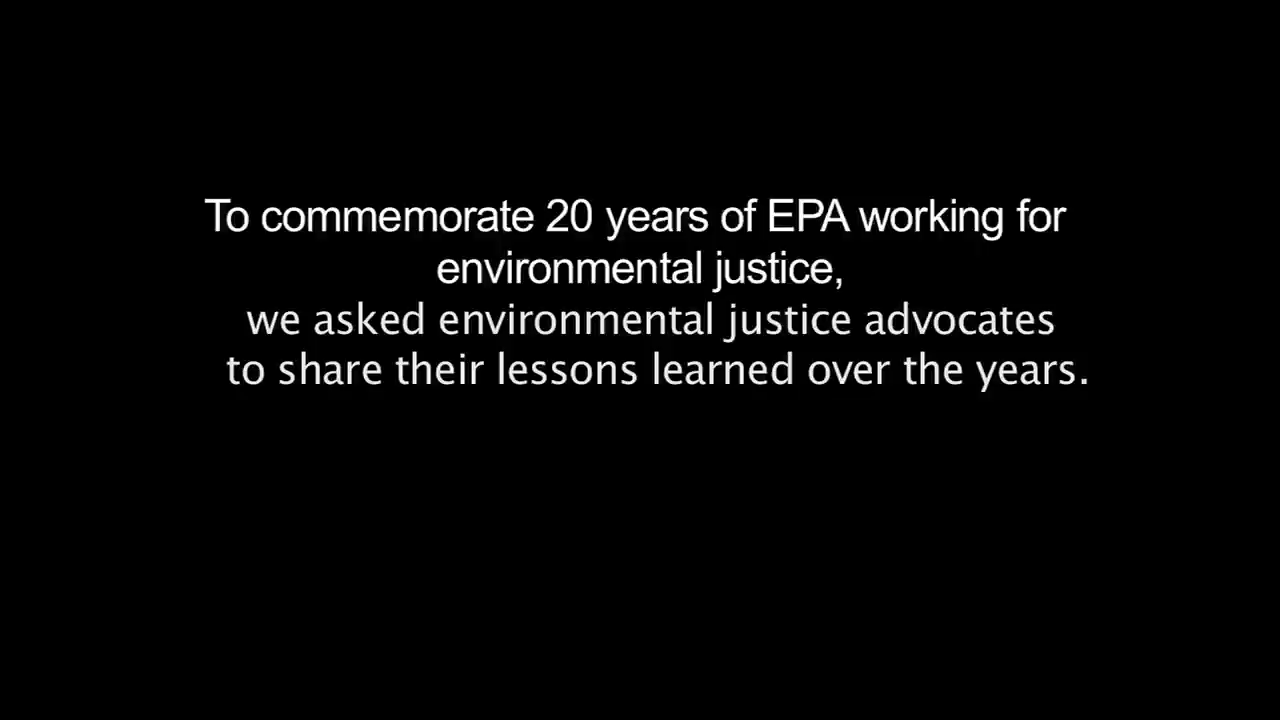 To commemorate 20 years of EPA working for
environmental justice,
we asked environmental justice advocates
to share their lessons learned over the years.